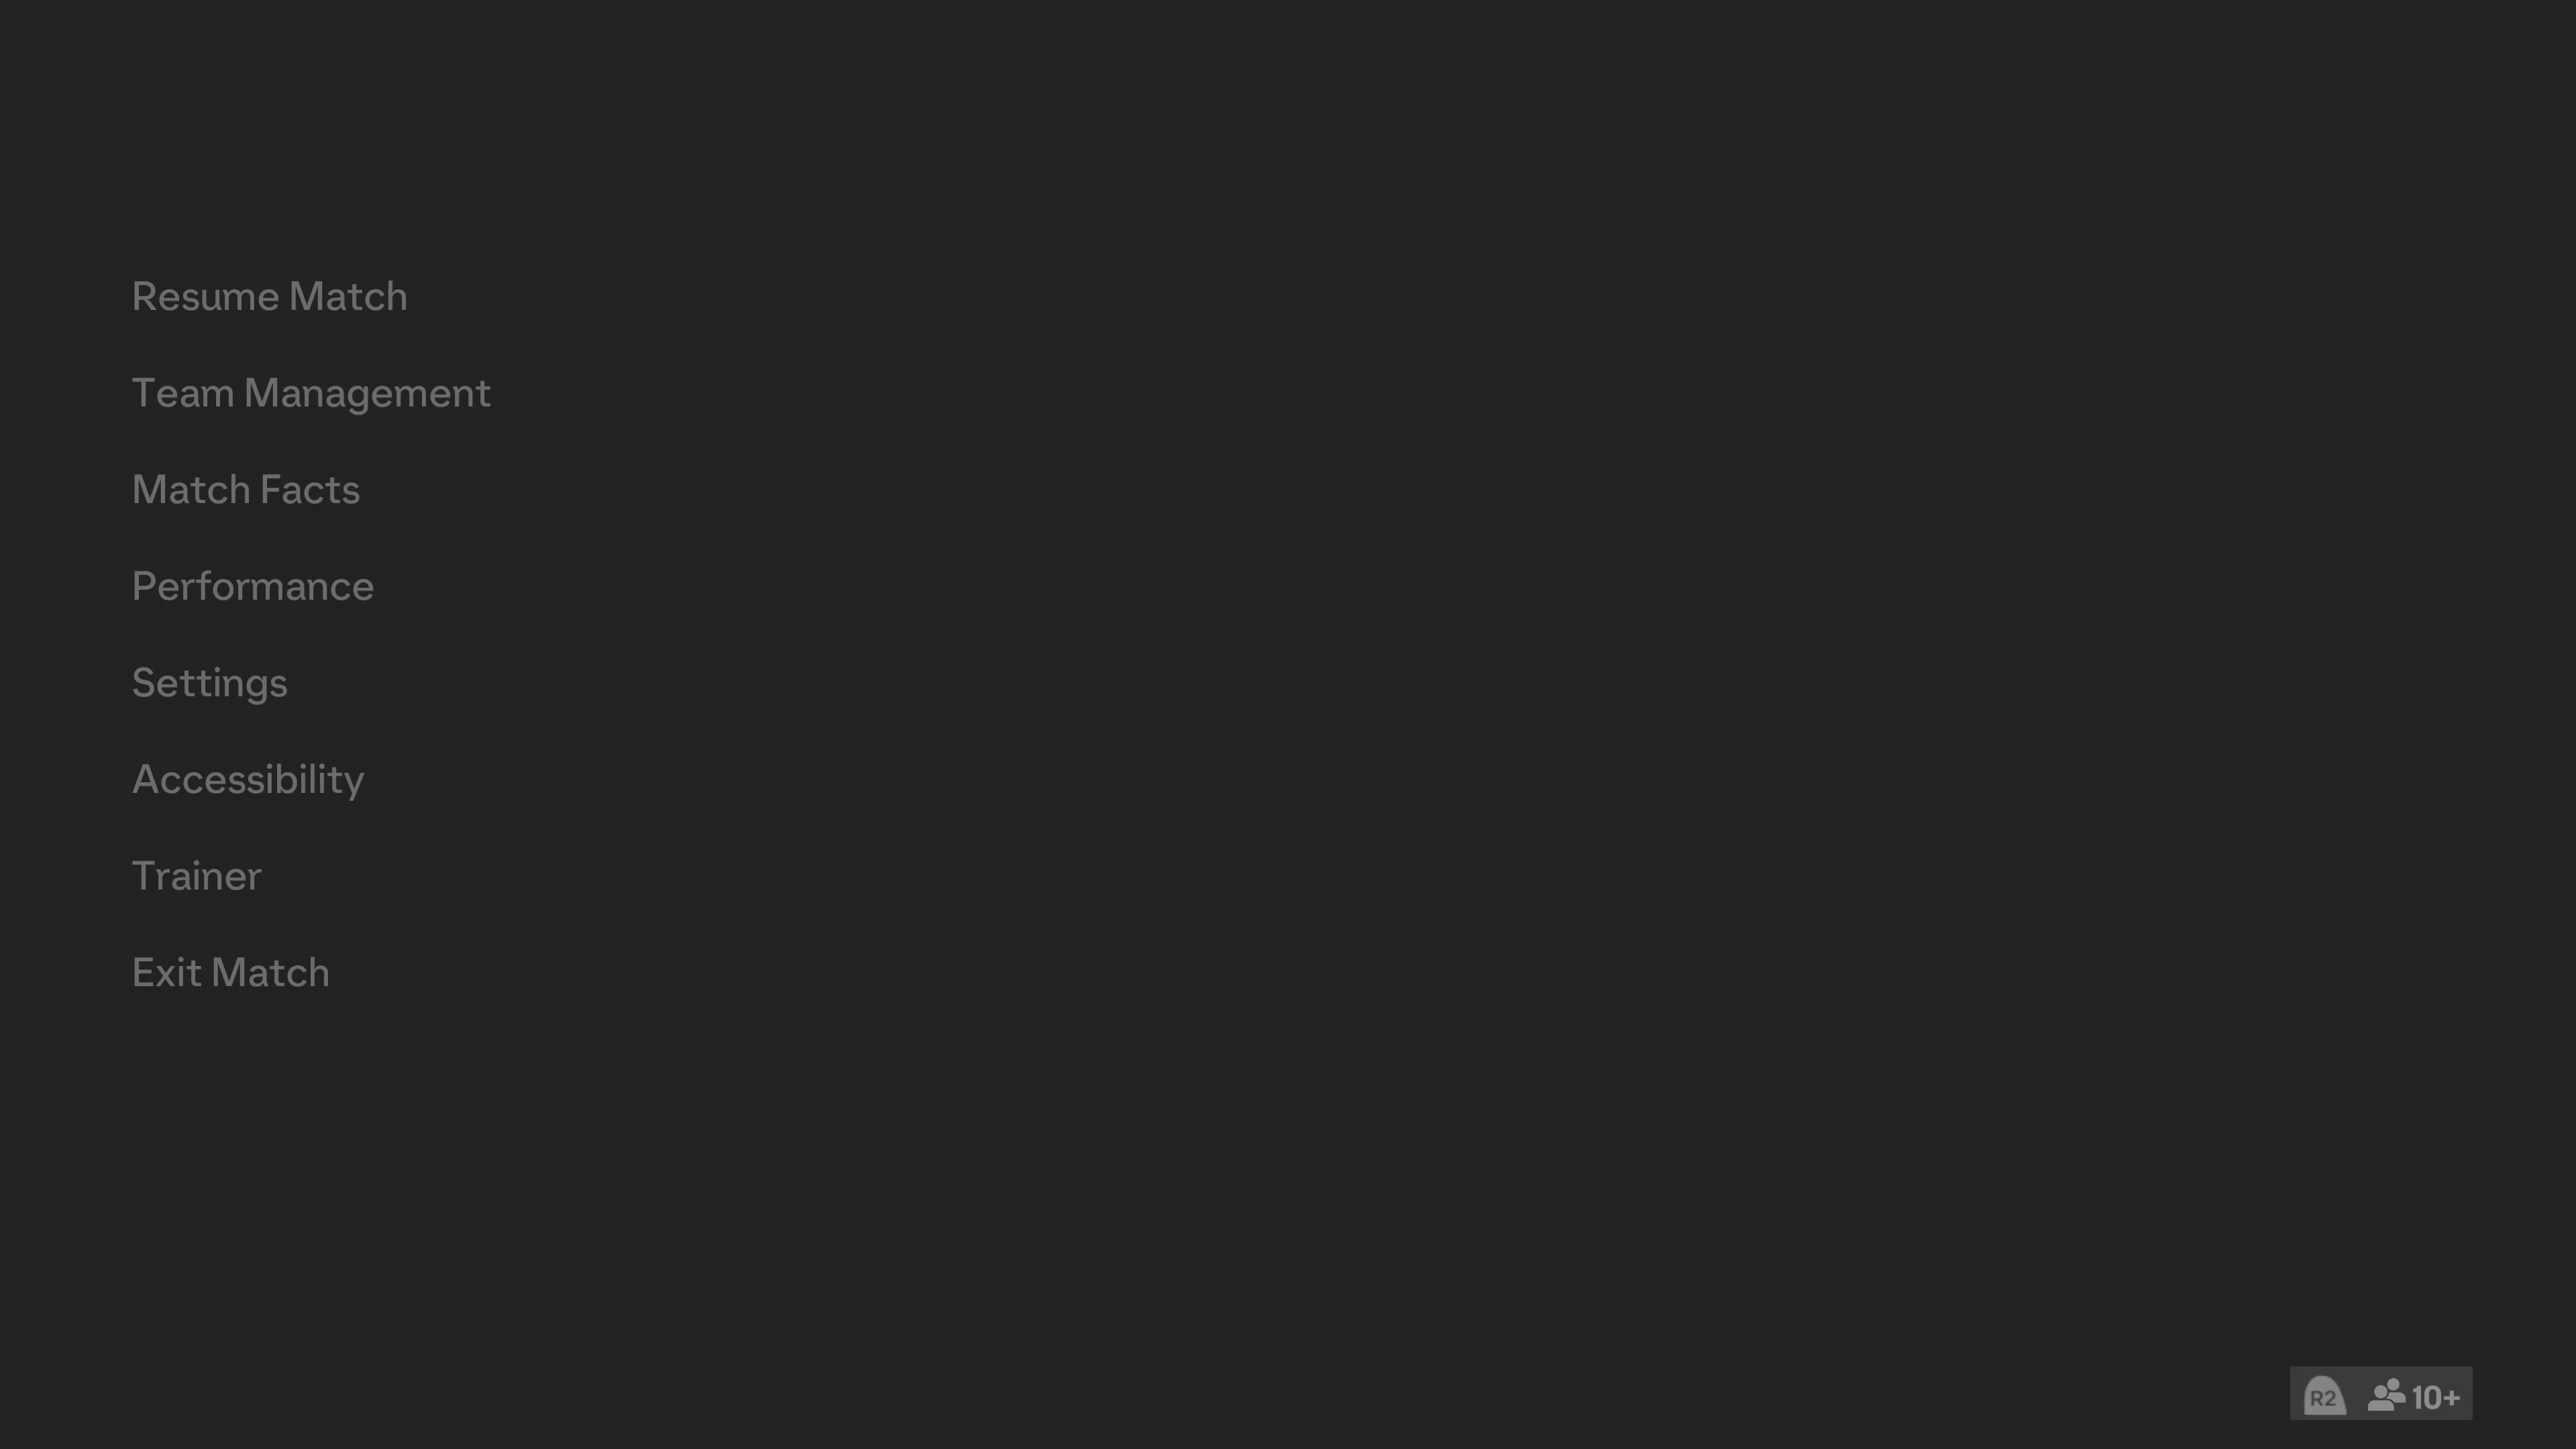 Resume Match
Team Management
Match Facts
Performance
Settings
Accessibility
Trainer
Exit Match
R2 10+